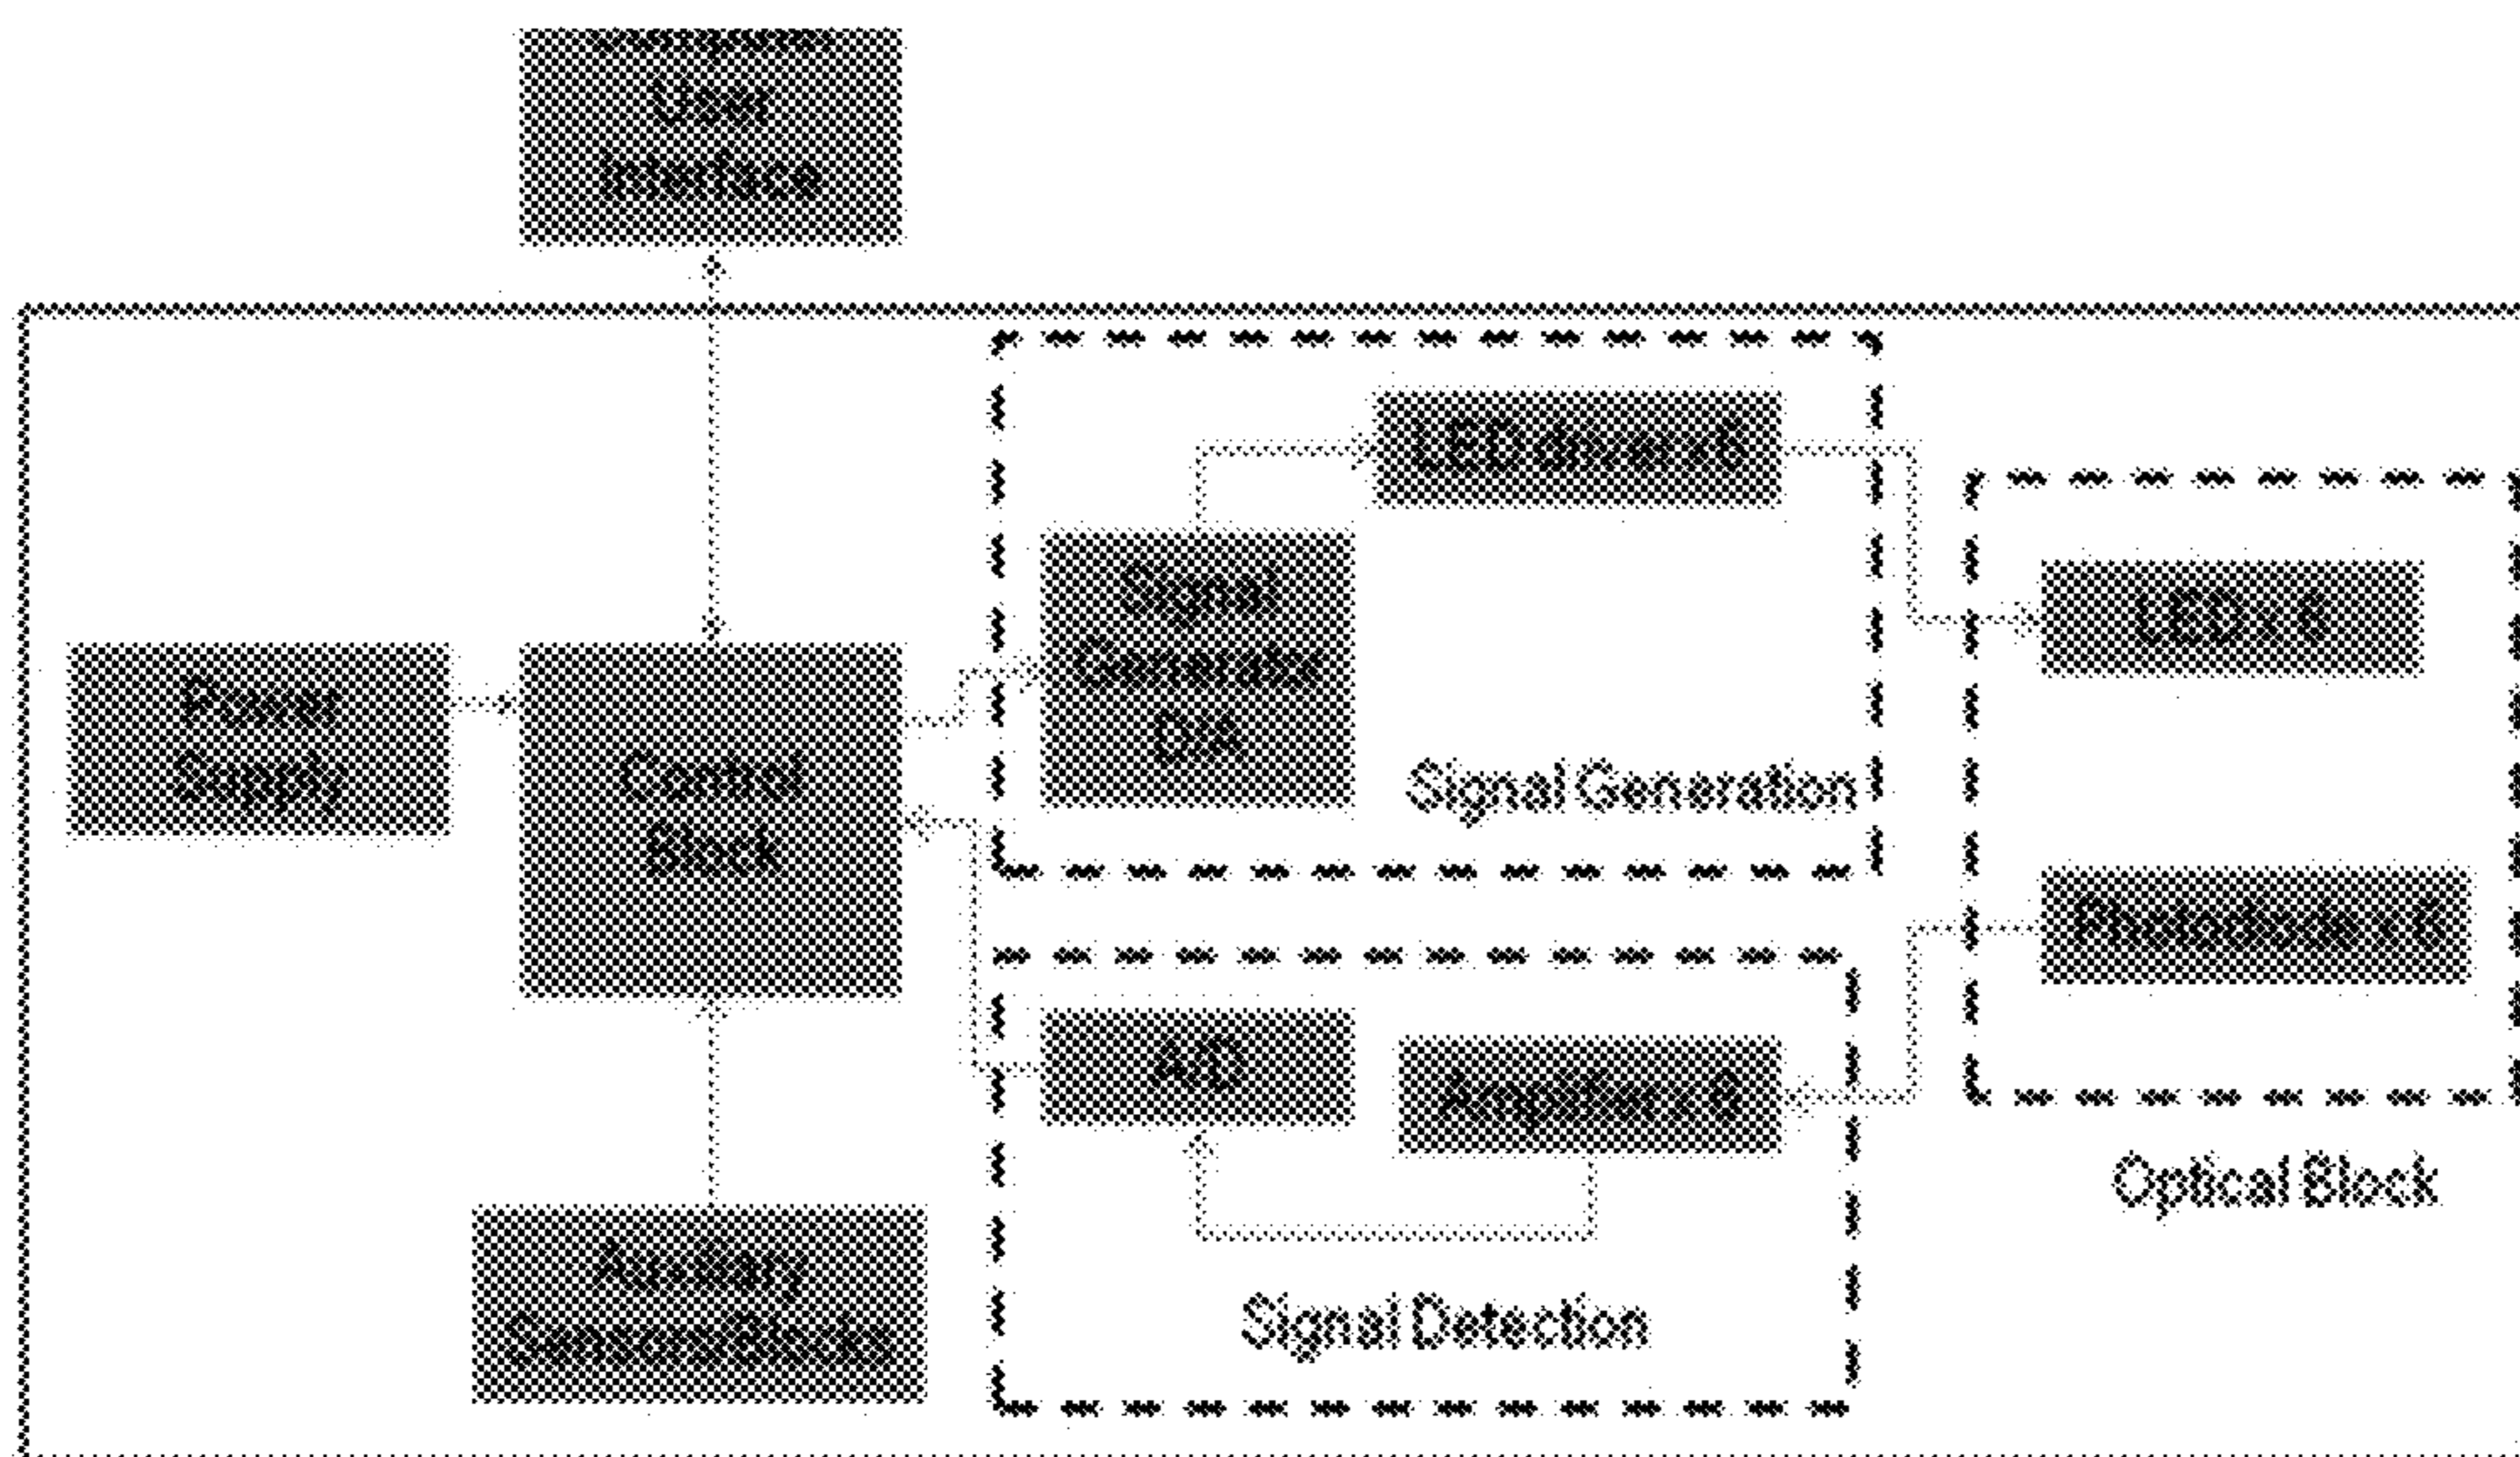 User
Interface
LED driver x 6
Signal
Generator
D/A
LED x 6
Power
Supply
Control
Block
Signal Generation
Photodiode x 6
A/D
Amplifier x 6
Optical Block
Auxiliary
Sensors Blocks
Signal Detection